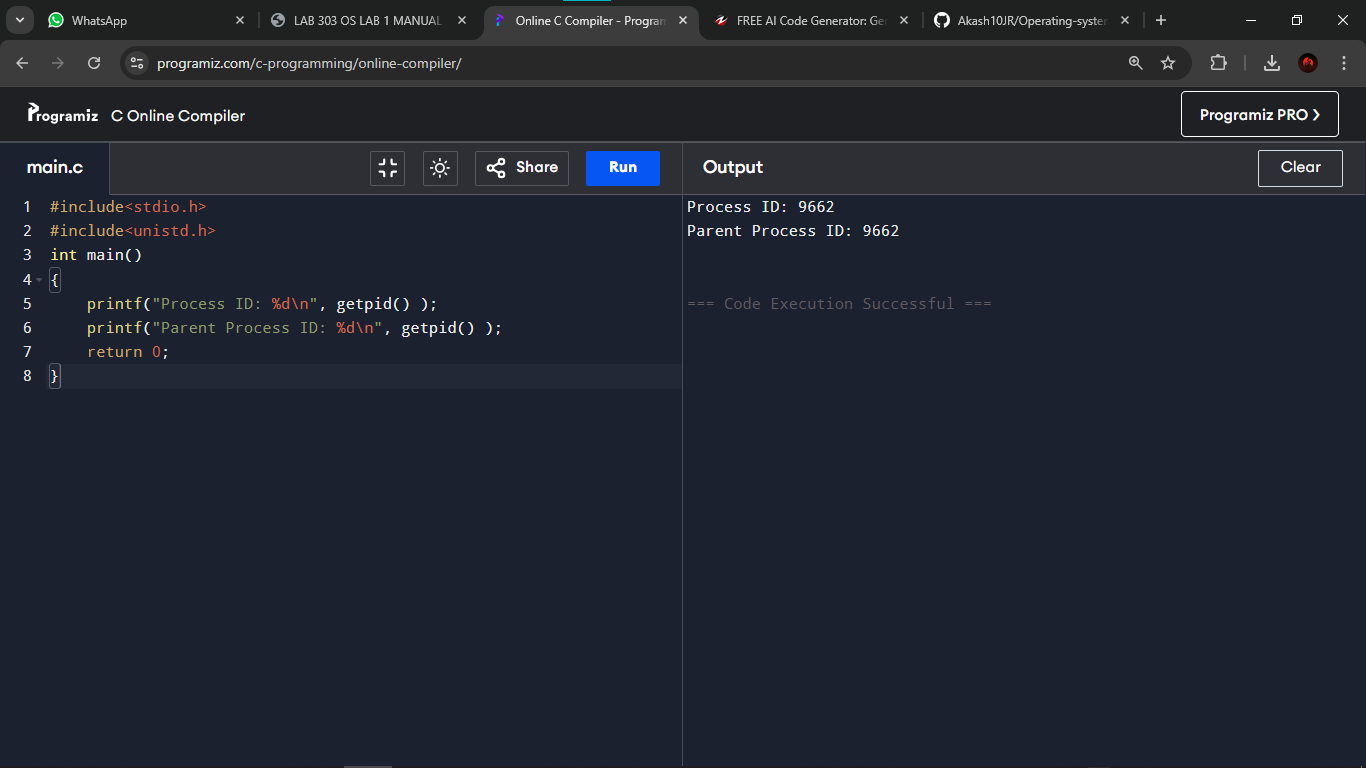 WhatsApp
LAB 303 OS LAB 1 MANUAL
Online C Compiler - Program
FREE AI Code Generator: Ge
Akash10JR/Operating-system
programiz.com/c-programming/online-compiler/
Programiz C Online Compiler
Programiz PRO
main.c
Share
Run
Output
Clear
1 #include<stdio.h>
2 #include<unistd.h>
3 int main()
4 {
5 printf("Process ID: %d\n", getpid() );
6 printf("Parent Process ID: %d\n", getpid() );
7 return 0;
8 }
Process ID: 9662
Parent Process ID: 9662
=== Code Execution Successful ===